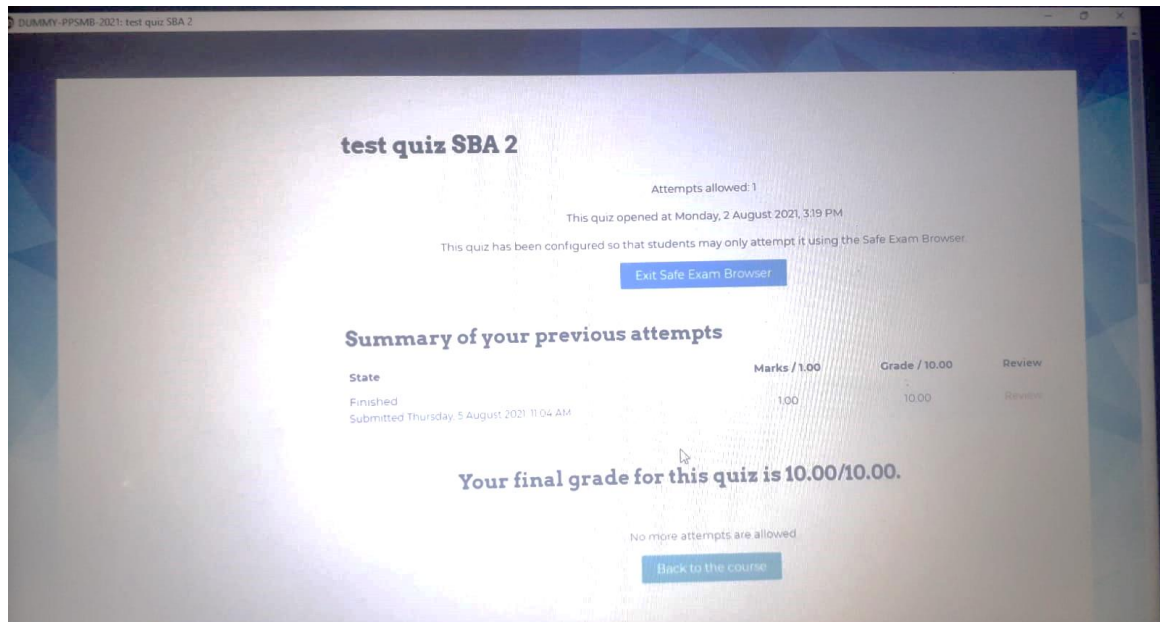 DUMMY-PPSMB-2021: test quiz SBA 2
test quiz SBA 2
Attempts allowed: 1
This quiz opened at Monday, 2 August 2021, 3:19 PM
This quiz has been configured so that students may only attempt it using the Safe Exam Browser.
Exit Safe Exam Browser
Summary of your previous attempts
State Marks / 1.00 Grade / 10.00 Review
Finished 1.00 10.00 Review
Submitted Thursday, 5 August 2021, 11:04 AM
Your final grade for this quiz is 10.00/10.00.
No more attempts are allowed
Back to the course